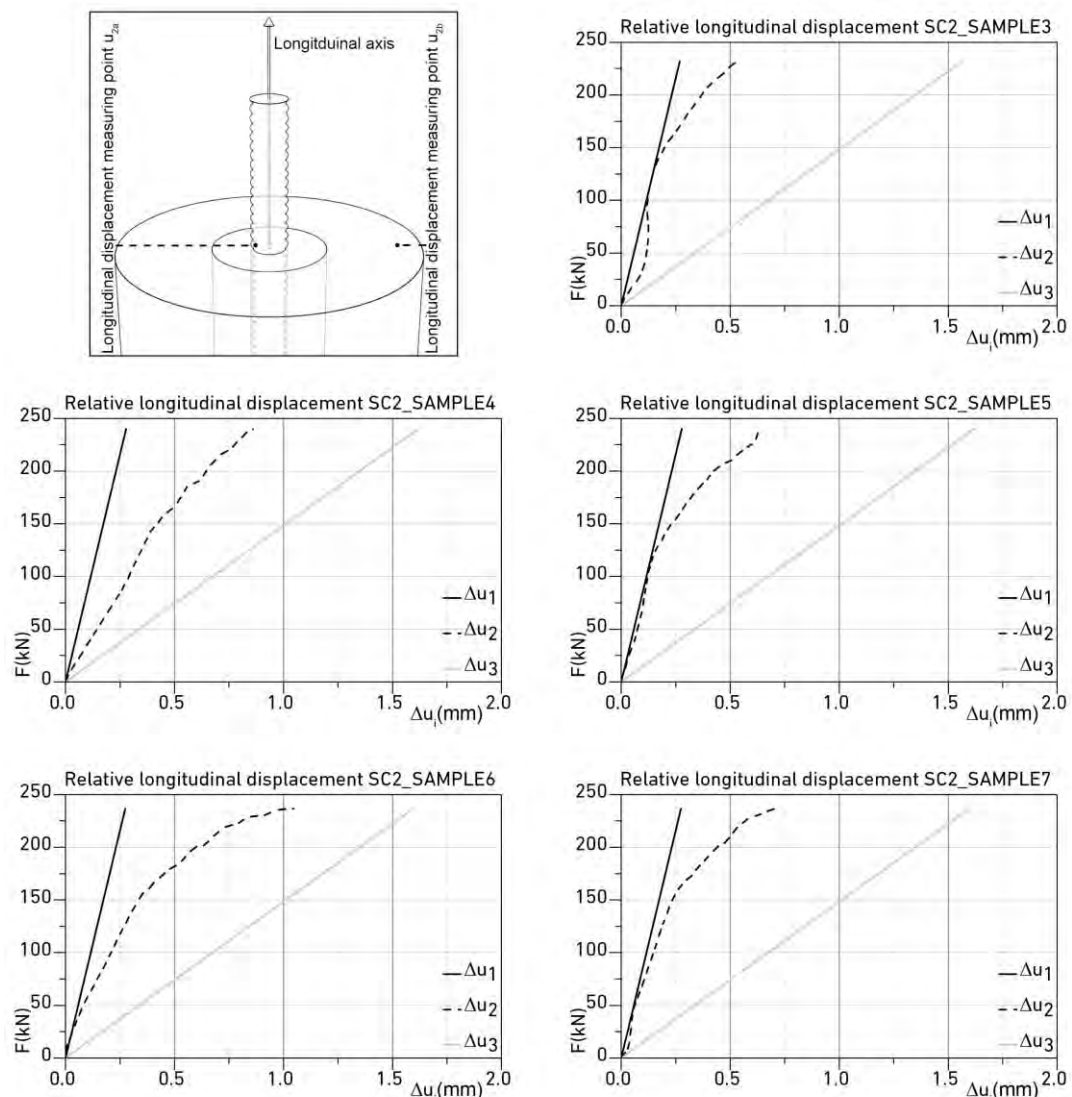 Longitudinal displacement measuring point u2a
Longitduinal axis
Longitudinal displacement measuring point u2b
Relative longitudinal displacement SC2_SAMPLE3
250
200
150
100
50
0
F(kN)
Δu1
Δu2
Δu3
0.0
0.5
1.0
1.5
2.0
Δui(mm)
Relative longitudinal displacement SC2_SAMPLE4
250
200
150
100
50
0
F(kN)
Δu1
Δu2
Δu3
0.0
0.5
1.0
1.5
2.0
Δui(mm)
Relative longitudinal displacement SC2_SAMPLE5
250
200
150
100
50
0
F(kN)
Δu1
Δu2
Δu3
0.0
0.5
1.0
1.5
2.0
Δui(mm)
Relative longitudinal displacement SC2_SAMPLE6
250
200
150
100
50
0
F(kN)
Δu1
Δu2
Δu3
0.0
0.5
1.0
1.5
2.0
Δui(mm)
Relative longitudinal displacement SC2_SAMPLE7
250
200
150
100
50
0
F(kN)
Δu1
Δu2
Δu3
0.0
0.5
1.0
1.5
2.0
Δui(mm)